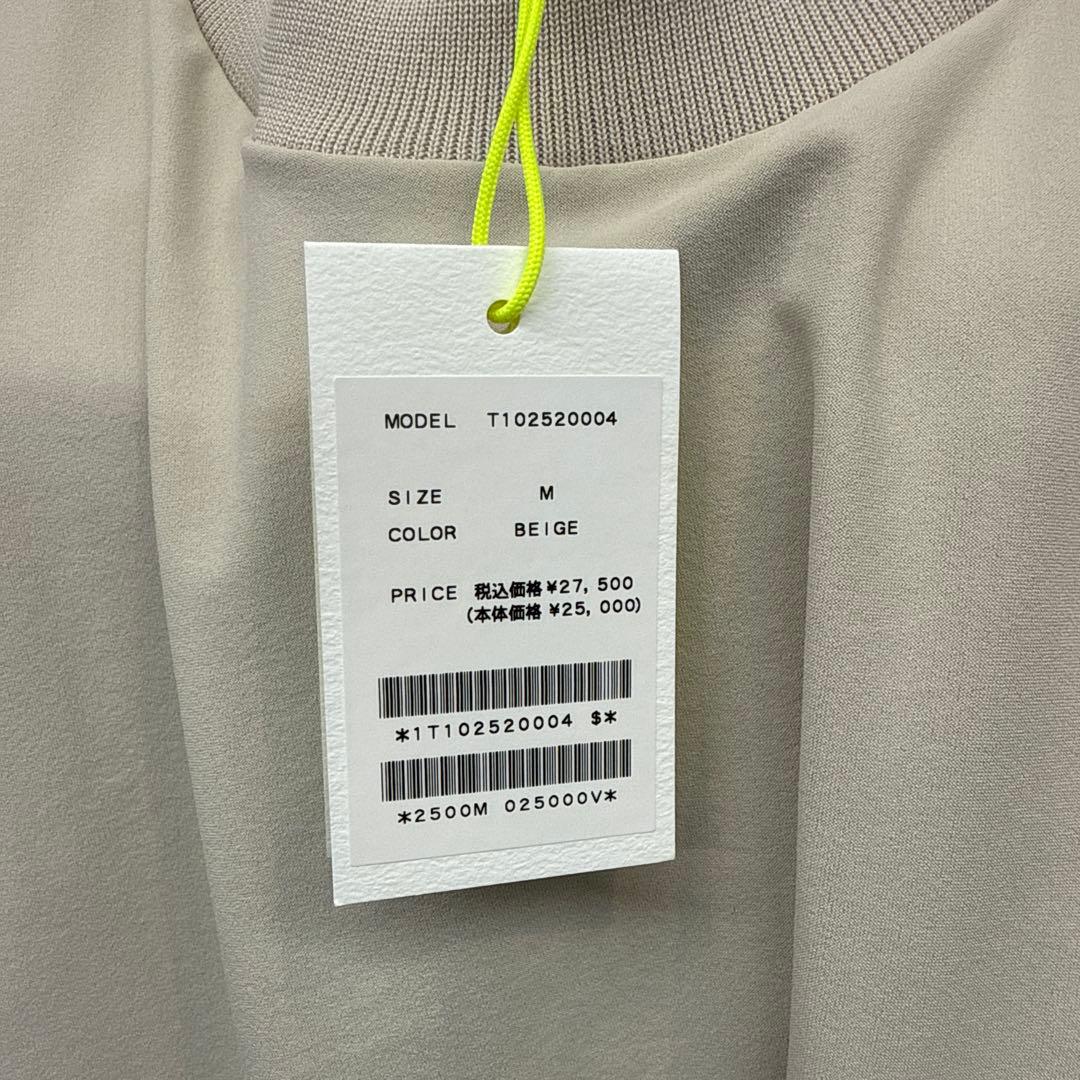 MODEL T102520004
SIZE M
COLOR BEIGE
PRICE 税込価格 ¥27,500
(本体価格 ¥25,000)
*1T102520004 $*
*2500M 025000V*